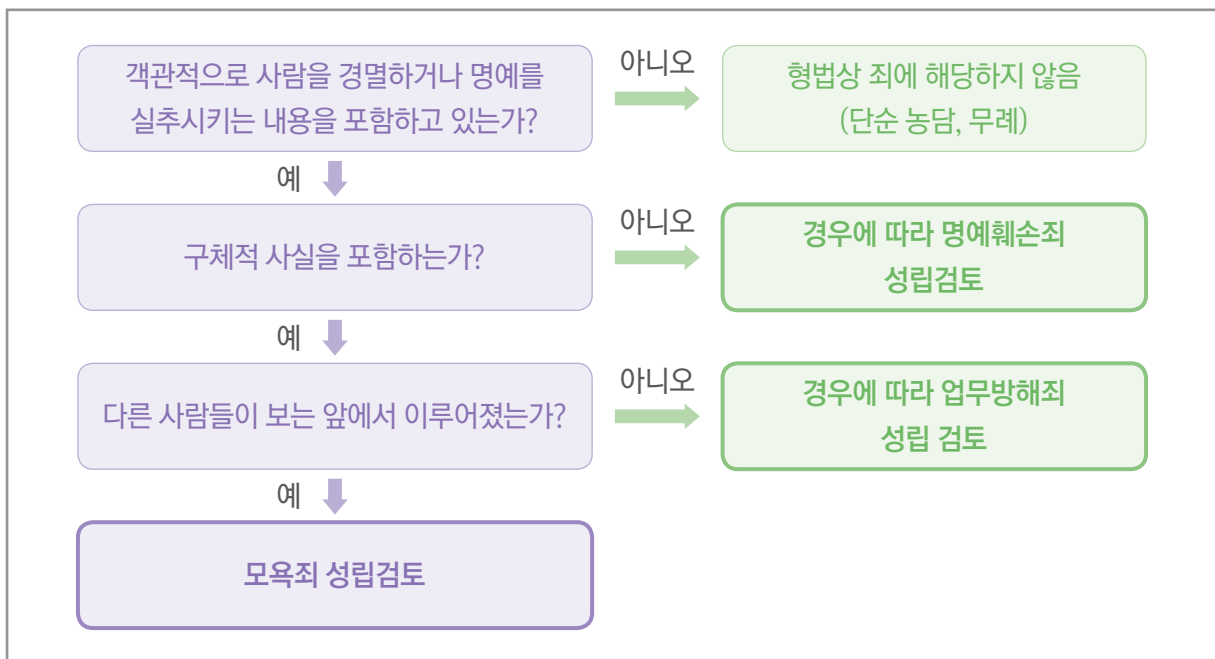 객관적으로 사람을 경멸하거나 명예를
실추시키는 내용을 포함하고 있는가?
아니오
형법상 죄에 해당하지 않음
(단순 농담, 무례)
예
구체적 사실을 포함하는가?
아니오
경우에 따라 명예훼손죄
성립검토
예
다른 사람들이 보는 앞에서 이루어졌는가?
아니오
경우에 따라 업무방해죄
성립 검토
예
모욕죄 성립검토